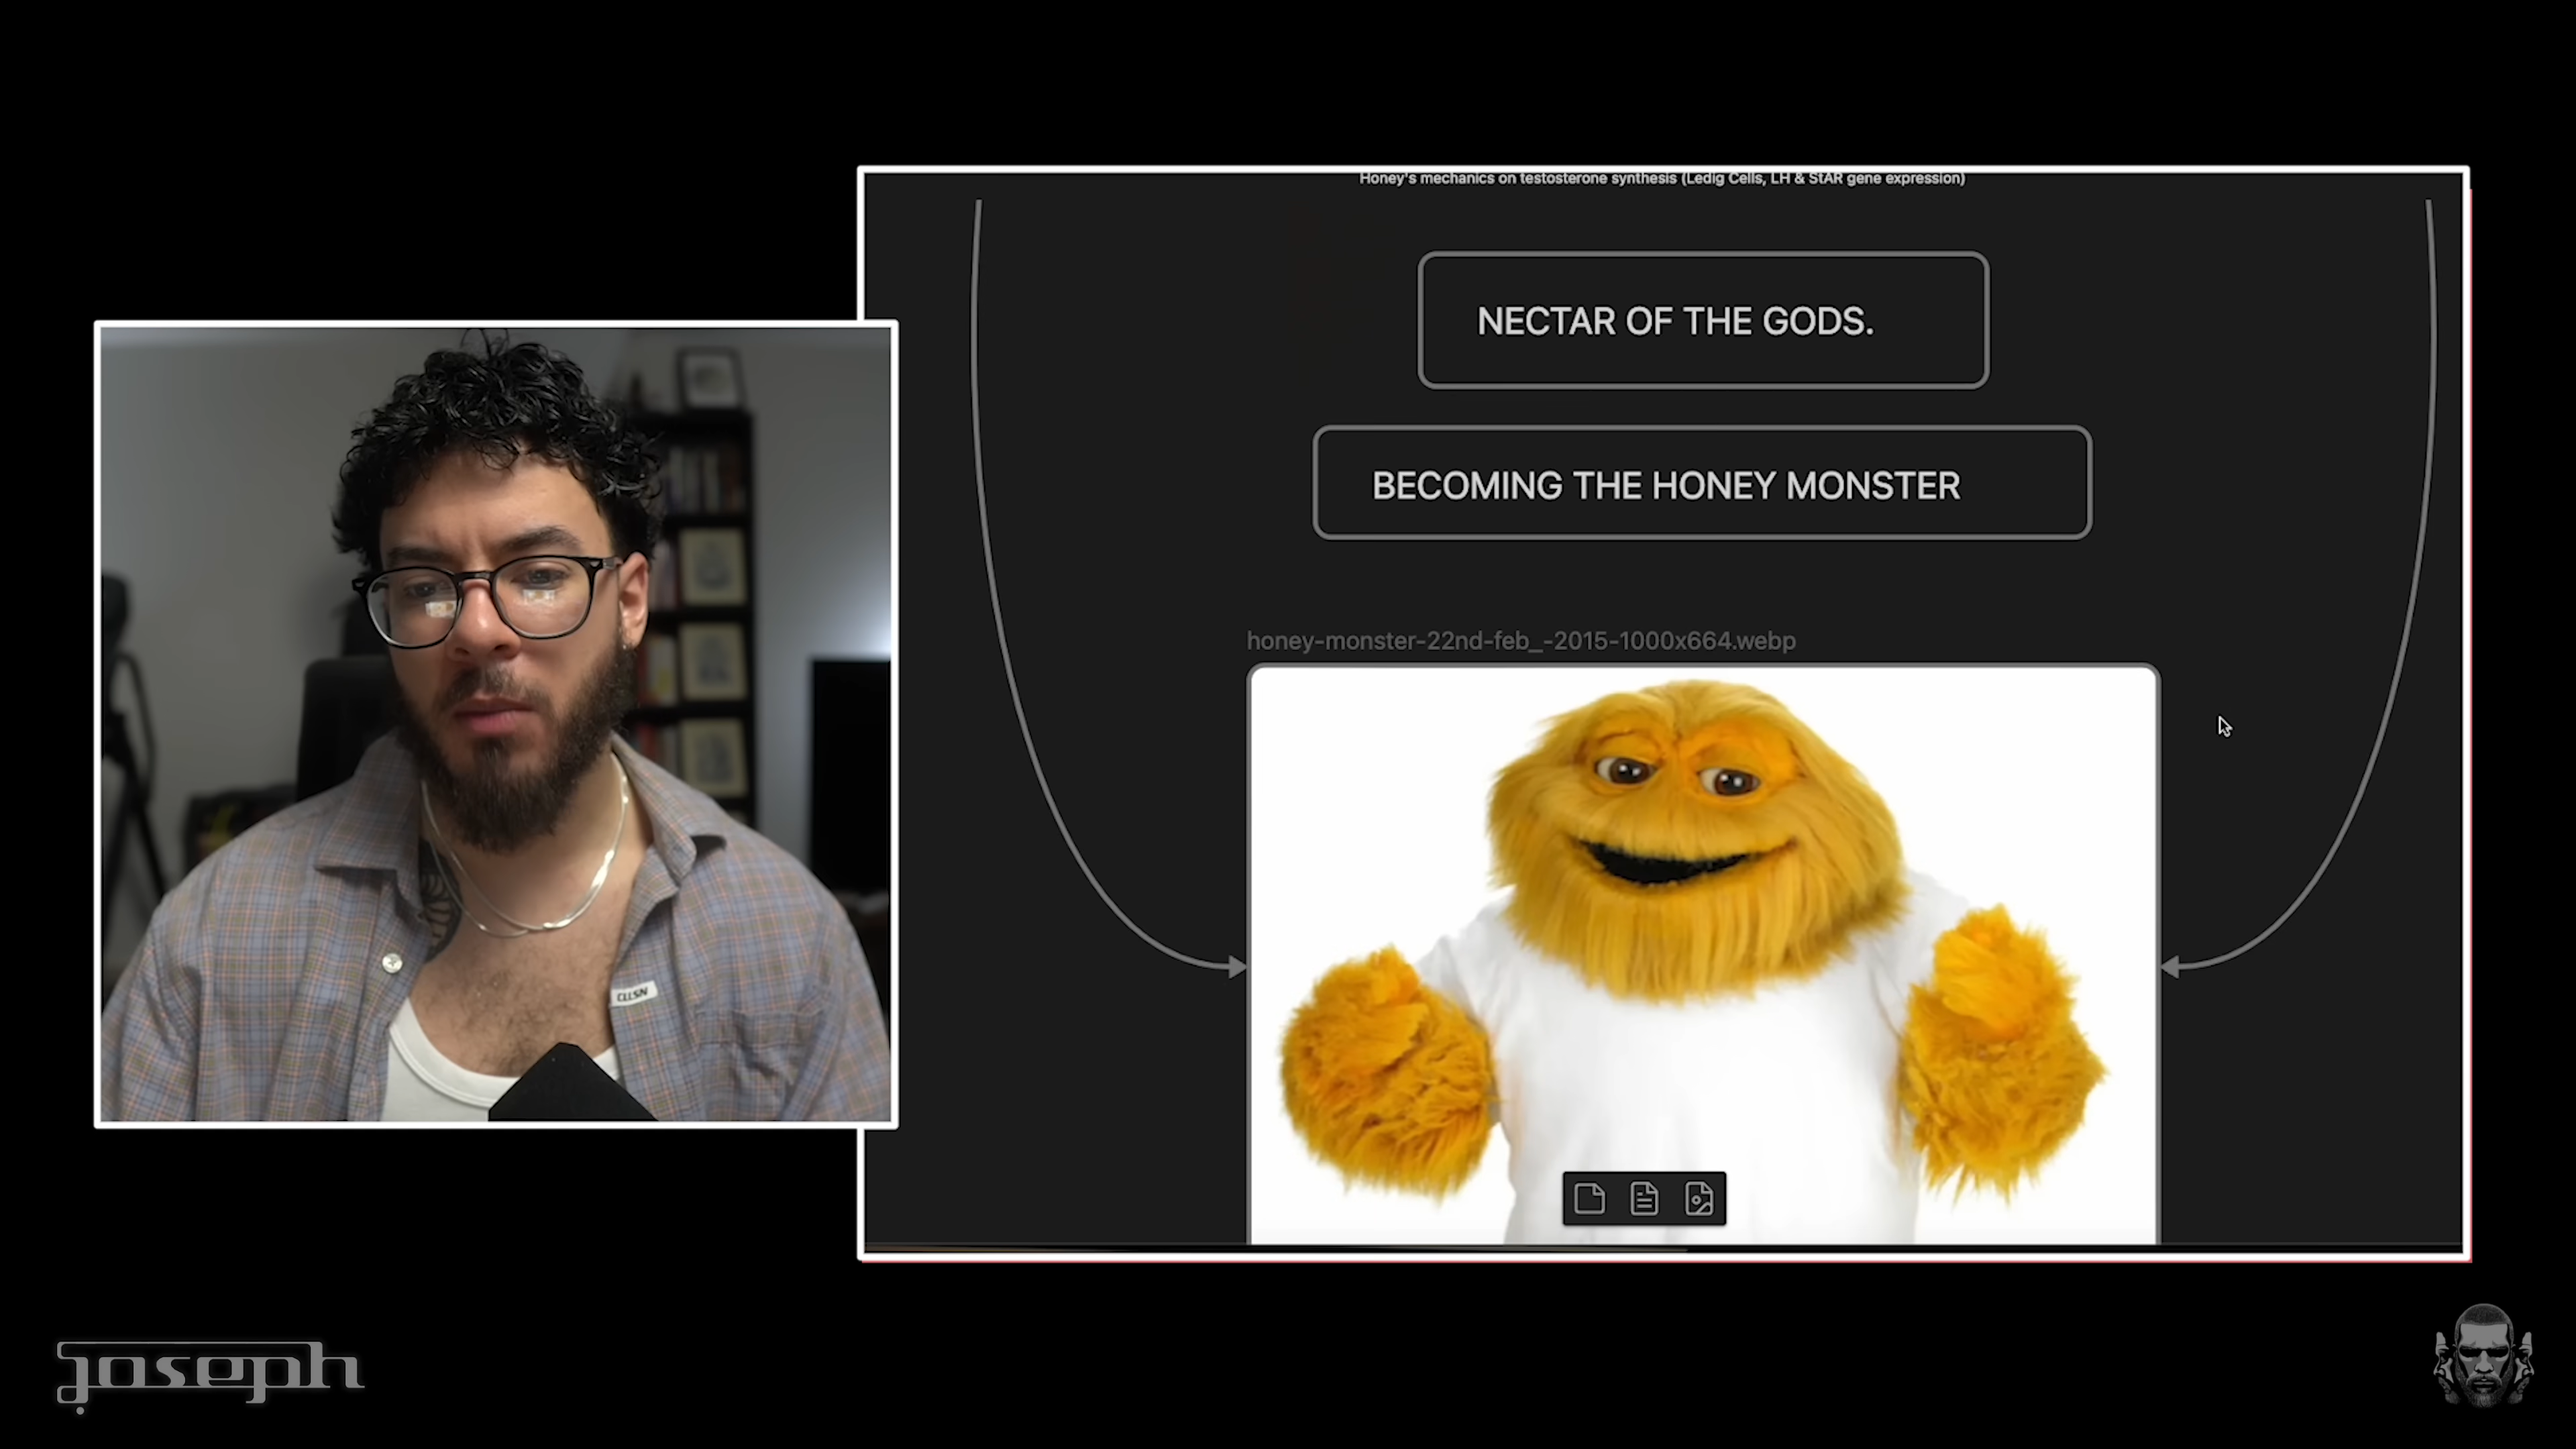 Honey's mechanics on testosterone synthesis (Ledig Cells, LH & StAR gene expression)
NECTAR OF THE GODS.
BECOMING THE HONEY MONSTER
honey-monster-22nd-feb_-2015-1000x664.webp
CLLSN
joseph